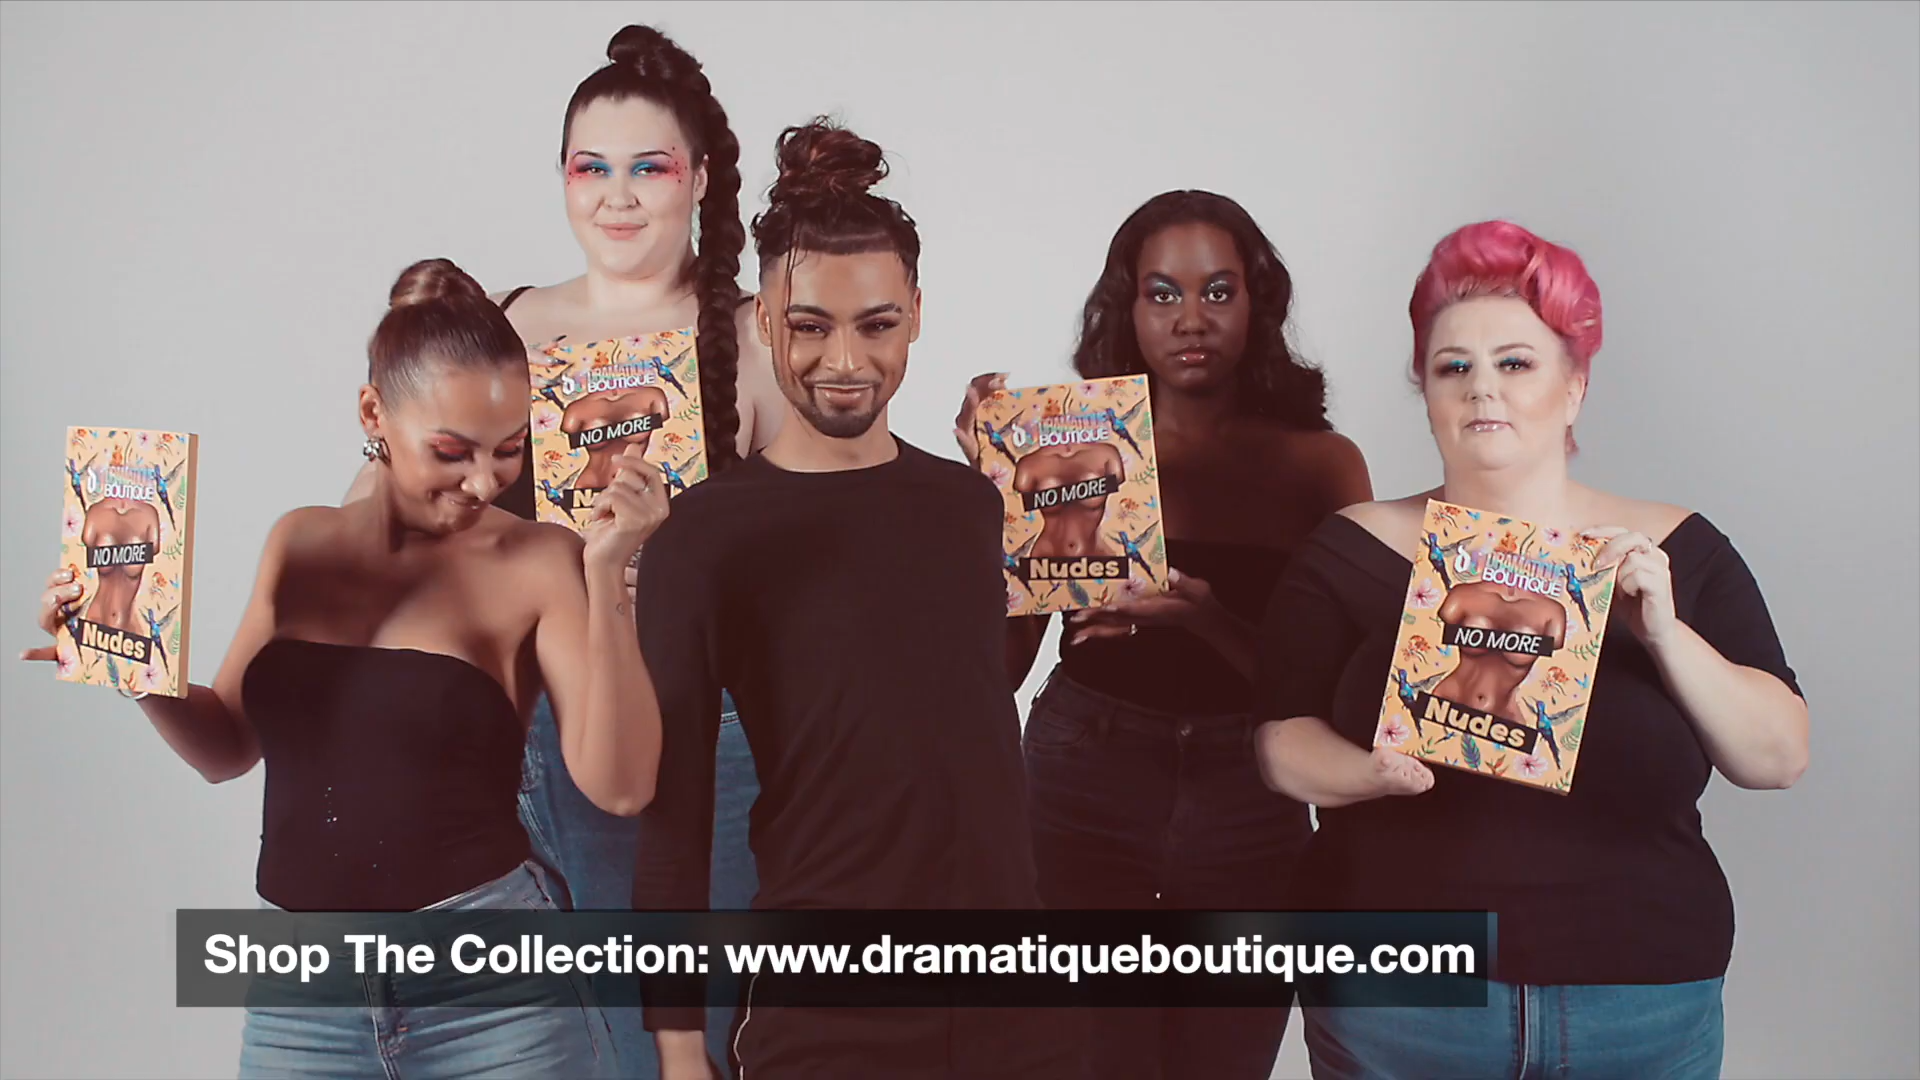 DRAMATIQUE
BOUTIQUE
NO MORE
Nudes
DRAMATIQUE
BOUTIQUE
NO MORE
DRAMATIQUE
BOUTIQUE
NO MORE
Nudes
DRAMATIQUE
BOUTIQUE
NO MORE
Nudes
Shop The Collection: www.dramatiqueboutique.com